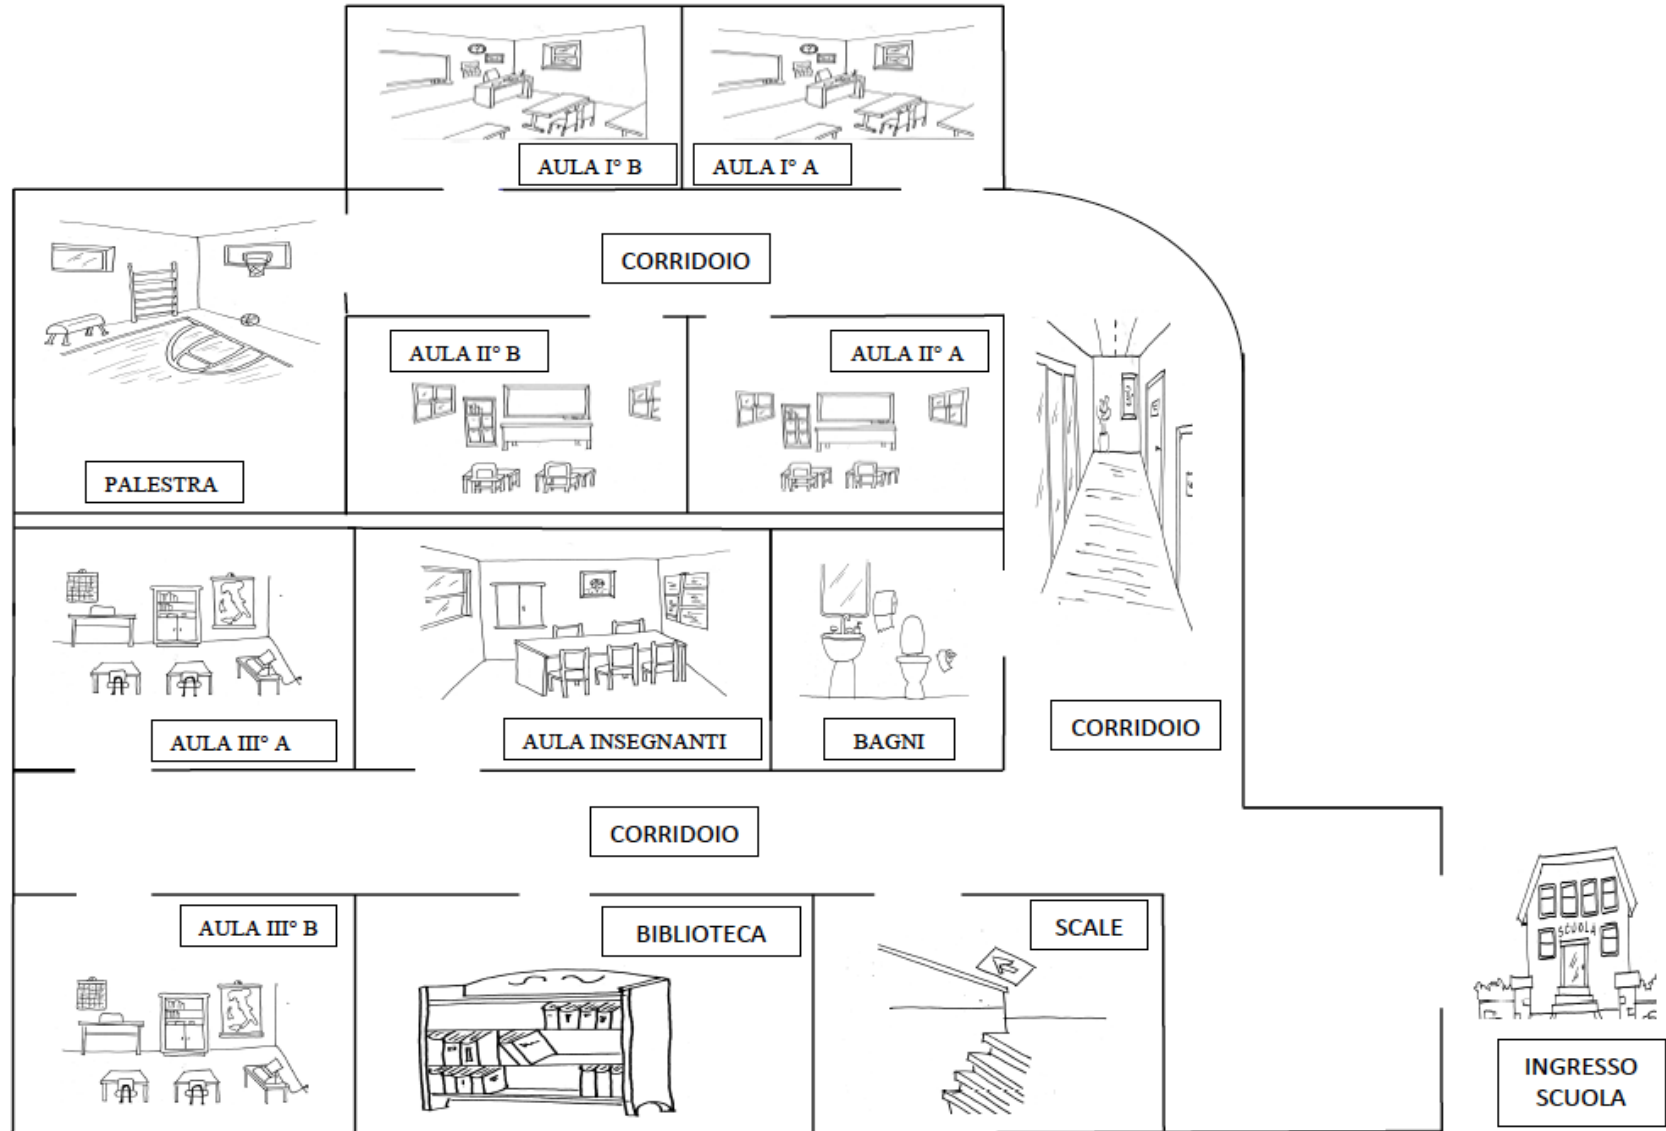 AULA I° B
AULA I° A
CORRIDOIO
AULA II° B
AULA II° A
PALESTRA
AULA III° A
AULA INSEGNANTI
BAGNI
CORRIDOIO
CORRIDOIO
AULA III° B
BIBLIOTECA
SCALE
SCUOLA
INGRESSO
SCUOLA